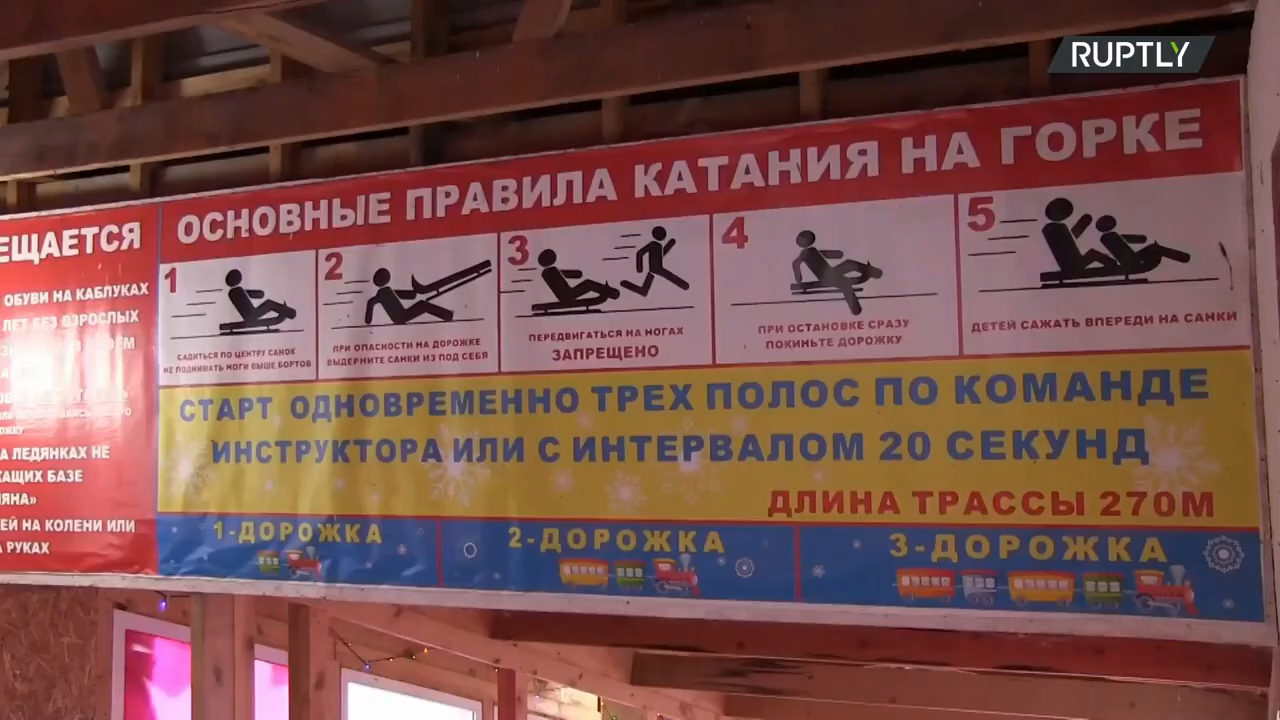 RUPTLY
ЕЩАЕТСЯ
ОБУВИ НА КАБЛУКАХ
ЛЕТ БЕЗ ВЗРОСЛЫХ
А ЛЕДЯНКАХ НЕ
ЖАЩИХ БАЗЕ
ЯНА»
ЕЙ НА КОЛЕНИ ИЛИ
РУКАХ
ОСНОВНЫЕ ПРАВИЛА КАТАНИЯ НА ГОРКЕ
1
САДИТЬСЯ ПО ЦЕНТРУ САНОК
НЕ ПОДНИМАТЬ НОГИ ВЫШЕ БОРТОВ
2
ПРИ ОПАСНОСТИ НА ДОРОЖКЕ
ВЫДЕРНИТЕ САНКИ ИЗ ПОД СЕБЯ
3
ПЕРЕДВИГАТЬСЯ НА НОГАХ
ЗАПРЕЩЕНО
4
ПРИ ОСТАНОВКЕ СРАЗУ
ПОКИНЬТЕ ДОРОЖКУ
5
ДЕТЕЙ САЖАТЬ ВПЕРЕДИ НА САНКИ
СТАРТ ОДНОВРЕМЕННО ТРЕХ ПОЛОС ПО КОМАНДЕ
ИНСТРУКТОРА ИЛИ С ИНТЕРВАЛОМ 20 СЕКУНД
ДЛИНА ТРАССЫ 270М
1-ДОРОЖКА
2-ДОРОЖКА
3-ДОРОЖКА